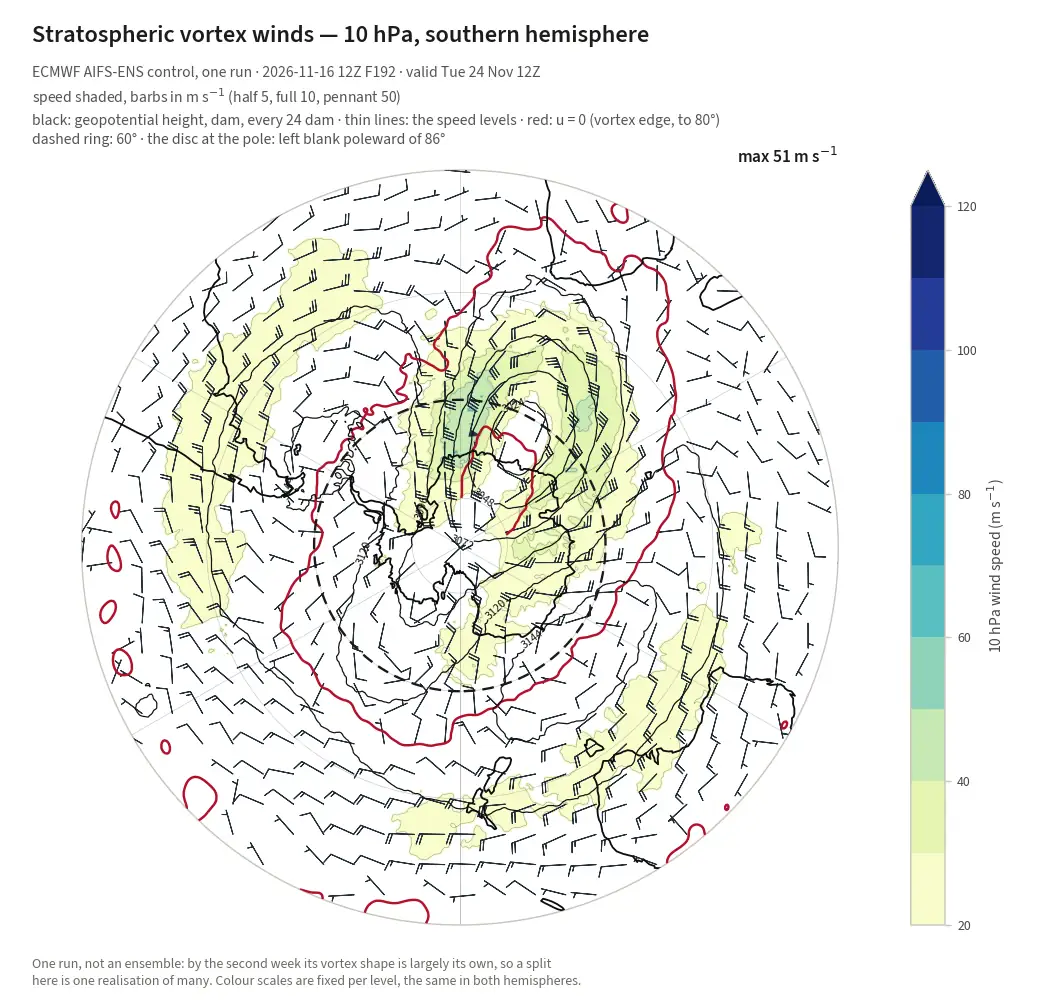 Stratospheric vortex winds — 10 hPa, southern hemisphere
ECMWF AIFS-ENS control, one run · 2026-11-16 12Z F192 · valid Tue 24 Nov 12Z
speed shaded, barbs in m s⁻¹ (half 5, full 10, pennant 50)
black: geopotential height, dam, every 24 dam · thin lines: the speed levels · red: u = 0 (vortex edge, to 80°)
dashed ring: 60° · the disc at the pole: left blank poleward of 86°
max 51 m s⁻¹
120
100
80
60
40
20
10 hPa wind speed (m s⁻¹)
3072
3120
3120
3144
One run, not an ensemble: by the second week its vortex shape is largely its own, so a split
here is one realisation of many. Colour scales are fixed per level, the same in both hemispheres.